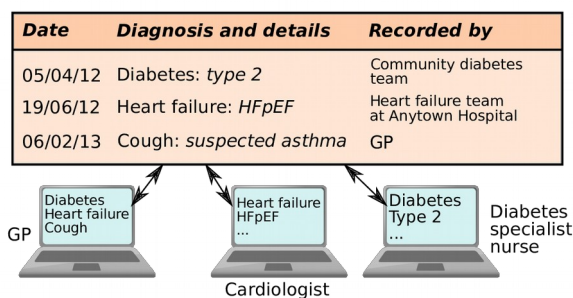 Date Diagnosis and details Recorded by
05/04/12 Diabetes: type 2 Community diabetes team
19/06/12 Heart failure: HFpEF Heart failure team at Anytown Hospital
06/02/13 Cough: suspected asthma GP
GP
Diabetes
Heart failure
Cough
Heart failure
HFpEF
...
Cardiologist
Diabetes
Type 2
...
Diabetes
specialist
nurse